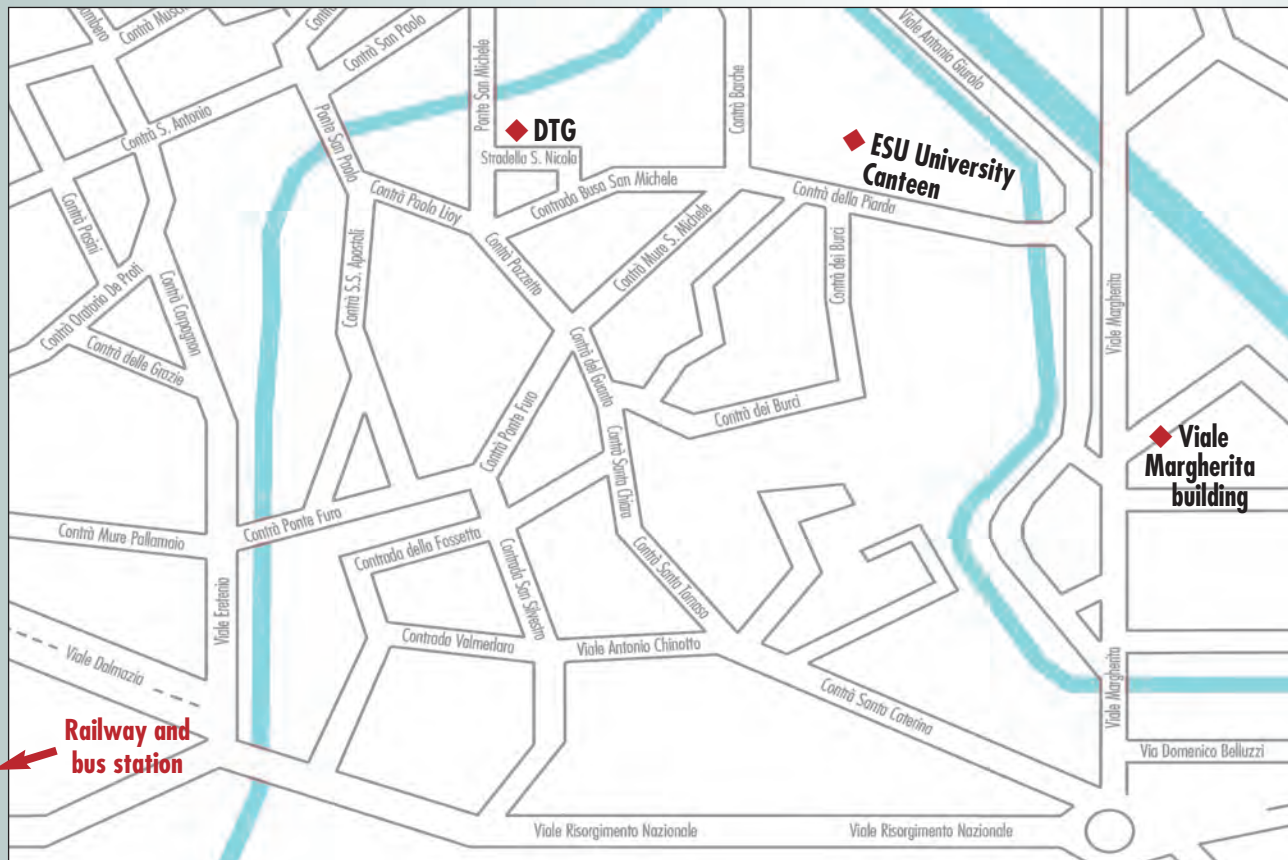 Contrà Musch
Contrà San Paolo
Contrà S. Antonio
Ponte San Paolo
Ponte San Michele
DTG
Stradella S. Nicola
Contrà Barche
Viale Antonio Giuriolo
ESU University
Canteen
Contrà Pasini
Contrà Paolo Lioy
Contrada Busa San Michele
Contrà della Piarda
Contrà Oratorio De Proti
Contrà Carpagnon
Contrà S.S. Apostoli
Contrà Pozzetto
Contrà Mure S. Michele
Contrà dei Burci
Viale Margherita
Contrà delle Grazie
Contrà del Guanto
Contrà Ponte Furo
Contrà dei Burci
Viale
Margherita
building
Contrà Santa Chiara
Contrà Mure Pallamaio
Contrà Ponte Furo
Contrada della Fossetta
Contrada San Silvestro
Contrà Santa Tomaso
Viale Eretenio
Contrada Valmerlara
Viale Antonio Chinotto
Viale Dalmazia
Contrà Santa Caterina
Viale Margherita
Railway and
bus station
Via Domenico Belluzzi
Viale Risorgimento Nazionale
Viale Risorgimento Nazionale